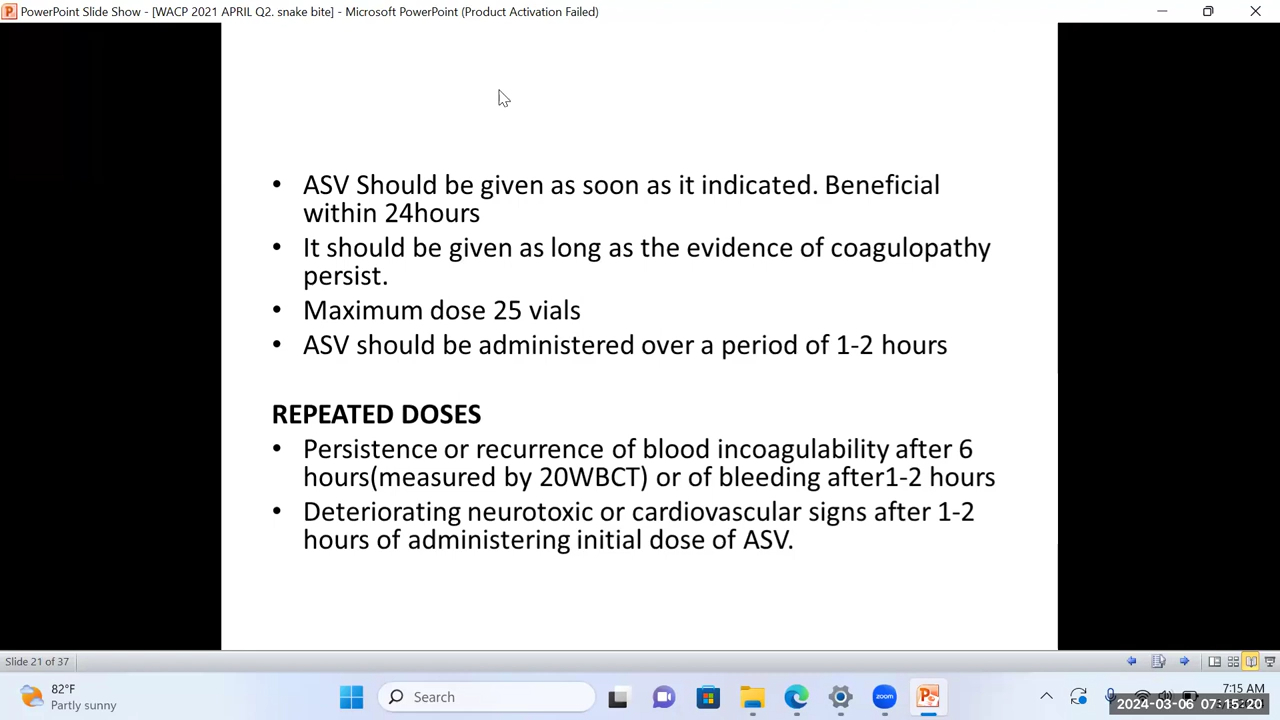 PowerPoint Slide Show - [WACP 2021 APRIL Q2. snake bite] - Microsoft PowerPoint (Product Activation Failed)
• ASV Should be given as soon as it indicated. Beneficial
within 24hours
• It should be given as long as the evidence of coagulopathy
persist.
• Maximum dose 25 vials
• ASV should be administered over a period of 1-2 hours
REPEATED DOSES
• Persistence or recurrence of blood incoagulability after 6
hours(measured by 20WBCT) or of bleeding after1-2 hours
• Deteriorating neurotoxic or cardiovascular signs after 1-2
hours of administering initial dose of ASV.
Slide 21 of 37
82°F
Partly sunny
Search
zoom
7:15 AM
2024-03-06 07:15:20